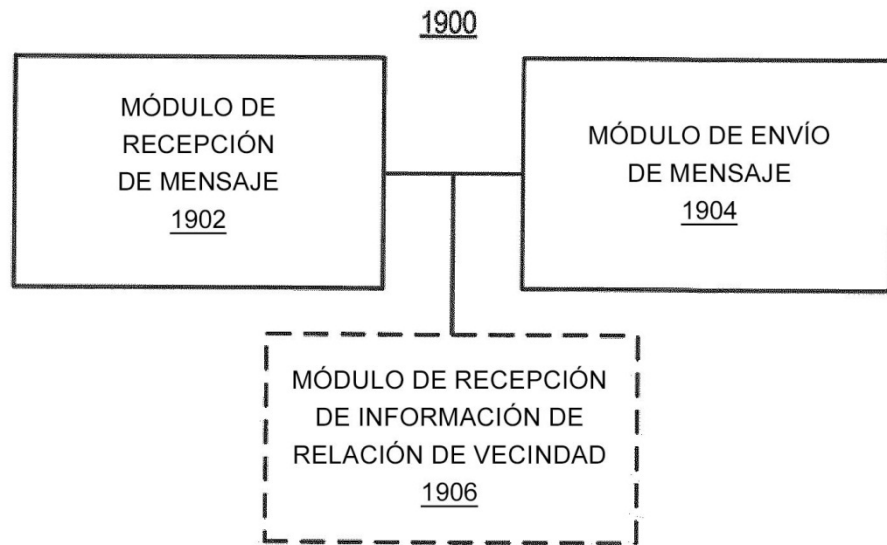 1900
MÓDULO DE
RECEPCIÓN
DE MENSAJE
1902
MÓDULO DE ENVÍO
DE MENSAJE
1904
MÓDULO DE RECEPCIÓN
DE INFORMACIÓN DE
RELACIÓN DE VECINDAD
1906